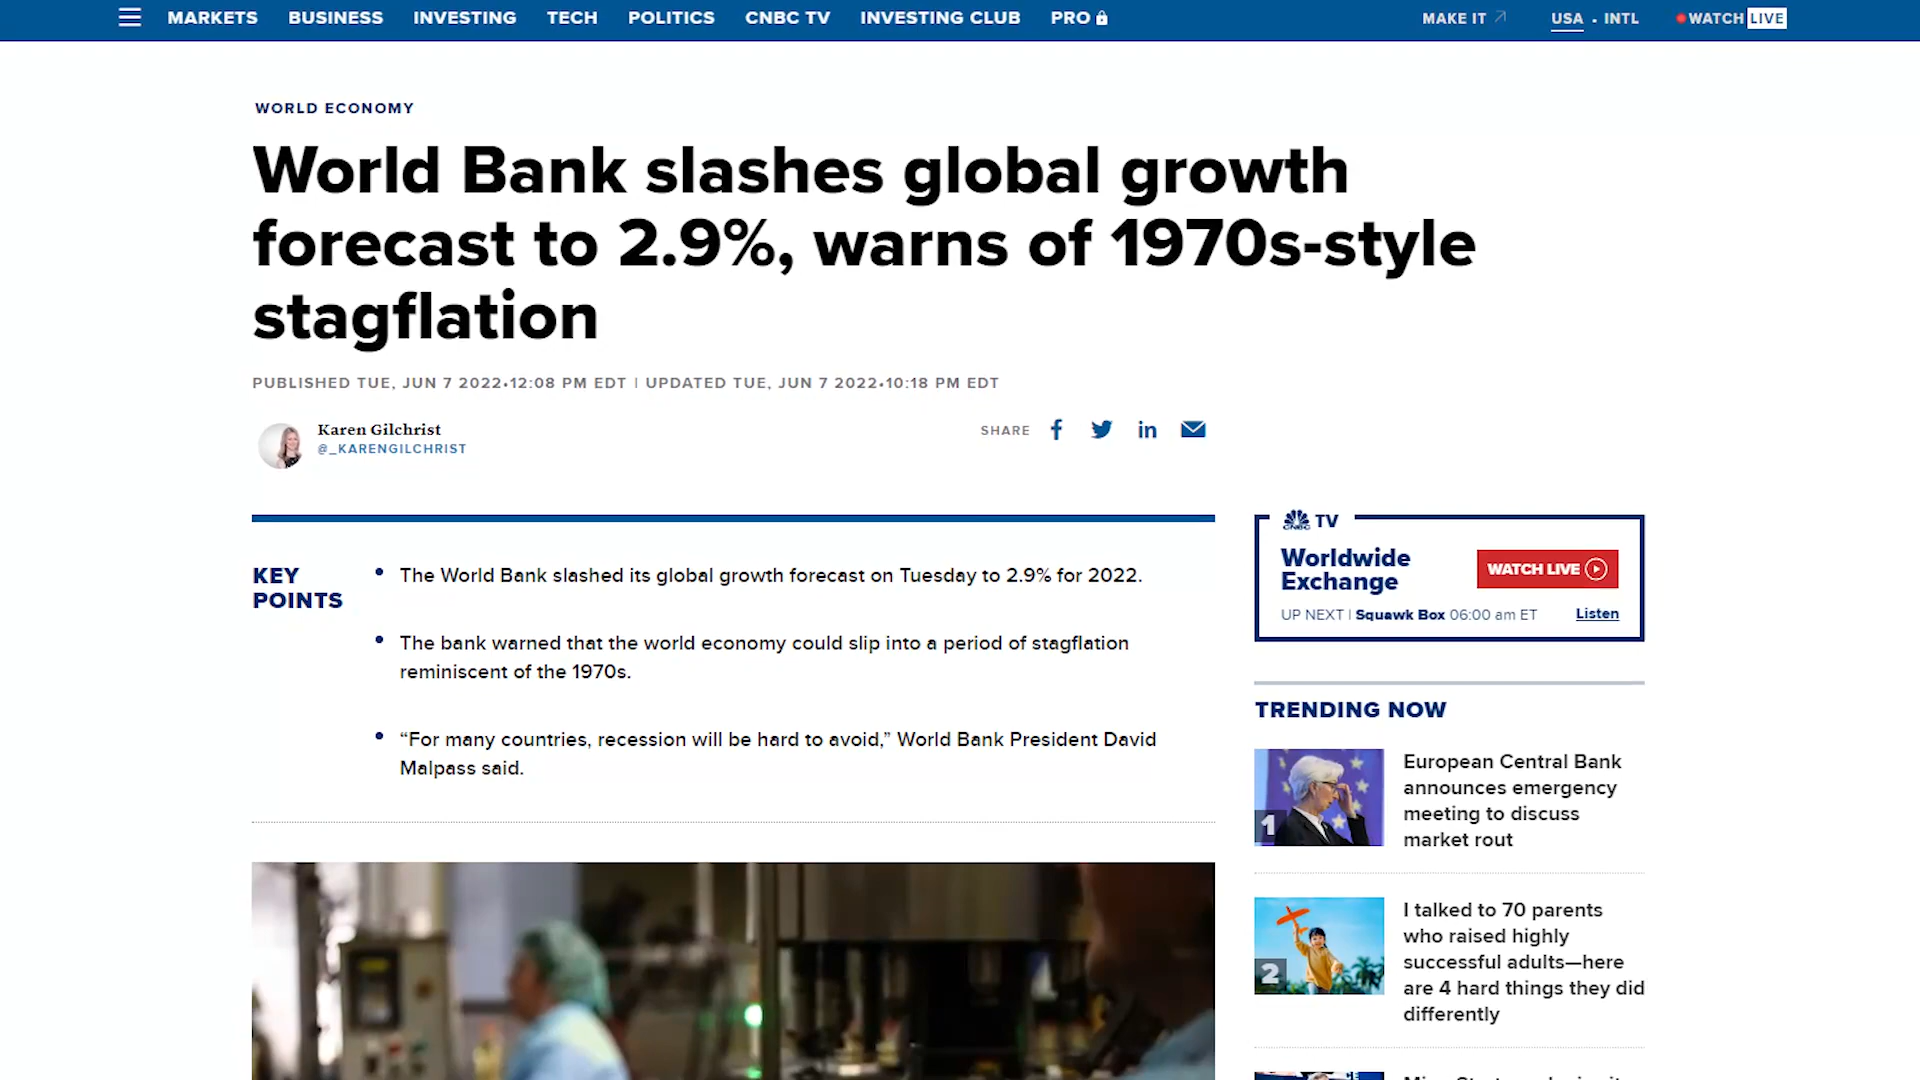 MARKETS BUSINESS INVESTING TECH POLITICS CNBC TV INVESTING CLUB PRO MAKE IT USA • INTL WATCH LIVE
WORLD ECONOMY
World Bank slashes global growth
forecast to 2.9%, warns of 1970s-style
stagflation
PUBLISHED TUE, JUN 7 2022•12:08 PM EDT | UPDATED TUE, JUN 7 2022•10:18 PM EDT
Karen Gilchrist
@_KARENGILCHRIST
SHARE
KEY
POINTS
• The World Bank slashed its global growth forecast on Tuesday to 2.9% for 2022.
• The bank warned that the world economy could slip into a period of stagflation
reminiscent of the 1970s.
• “For many countries, recession will be hard to avoid,” World Bank President David
Malpass said.
CNBC TV
Worldwide
Exchange
WATCH LIVE
UP NEXT | Squawk Box 06:00 am ET Listen
TRENDING NOW
1
European Central Bank
announces emergency
meeting to discuss
market rout
2
I talked to 70 parents
who raised highly
successful adults—here
are 4 hard things they did
differently